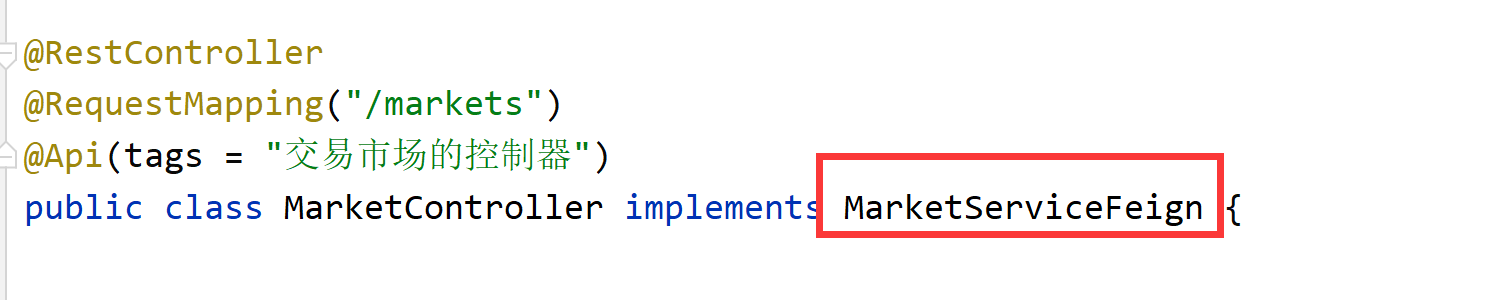 @RestController
@RequestMapping("/markets")
@Api(tags = "交易市场的控制器")
public class MarketController implements MarketServiceFeign {